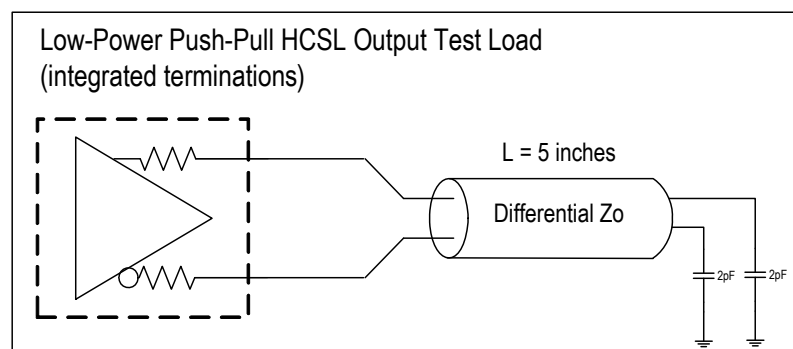 Low-Power Push-Pull HCSL Output Test Load
(integrated terminations)
L = 5 inches
Differential Zo
2pF
2pF